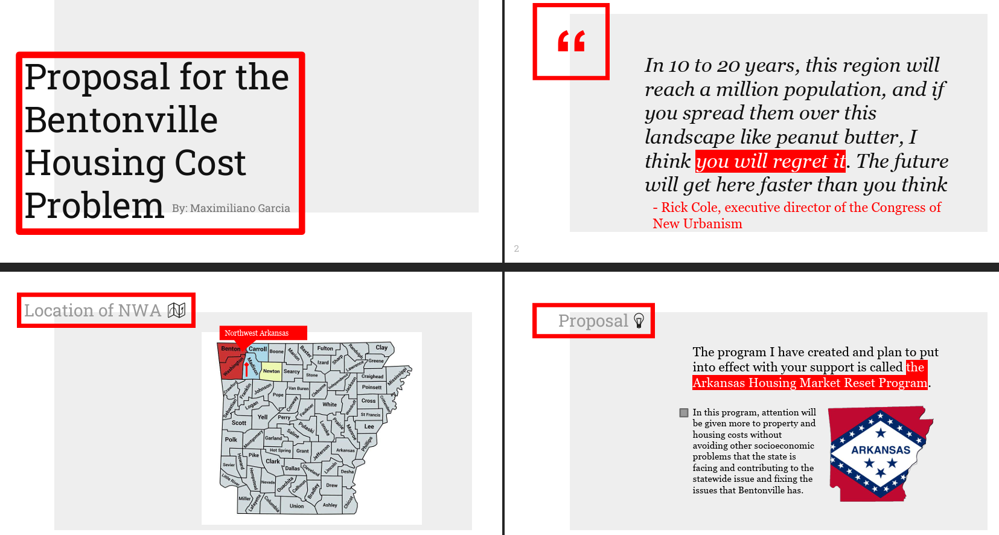 Proposal for the
Bentonville
Housing Cost
Problem
By: Maximiliano Garcia
“
In 10 to 20 years, this region will
reach a million population, and if
you spread them over this
landscape like peanut butter, I
think you will regret it. The future
will get here faster than you think
- Rick Cole, executive director of the Congress of
New Urbanism
2
Location of NWA
Northwest Arkansas
Benton
Carroll
Boone
Marion
Baxter
Fulton
Randolph
Clay
Washington
Madison
Newton
Searcy
Stone
Izard
Sharp
Lawrence
Greene
Craighead
Mississippi
Independence
Jackson
Poinsett
Crawford
Franklin
Johnson
Pope
Van Buren
Cleburne
Sebastian
Logan
Conway
Faulkner
White
Woodruff
Cross
Crittenden
St Francis
Scott
Yell
Perry
Pulaski
Lonoke
Prairie
Monroe
Lee
Phillips
Polk
Montgomery
Garland
Saline
Hot Spring
Grant
Jefferson
Arkansas
Sevier
Howard
Pike
Clark
Dallas
Cleveland
Lincoln
Desha
Little River
Hempstead
Nevada
Ouachita
Calhoun
Bradley
Drew
Miller
Lafayette
Columbia
Union
Ashley
Chicot
Proposal
The program I have created and plan to put
into effect with your support is called the
Arkansas Housing Market Reset Program.
In this program, attention will
be given more to property and
housing costs without
avoiding other socioeconomic
problems that the state is
facing and contributing to the
statewide issue and fixing the
issues that Bentonville has.
ARKANSAS